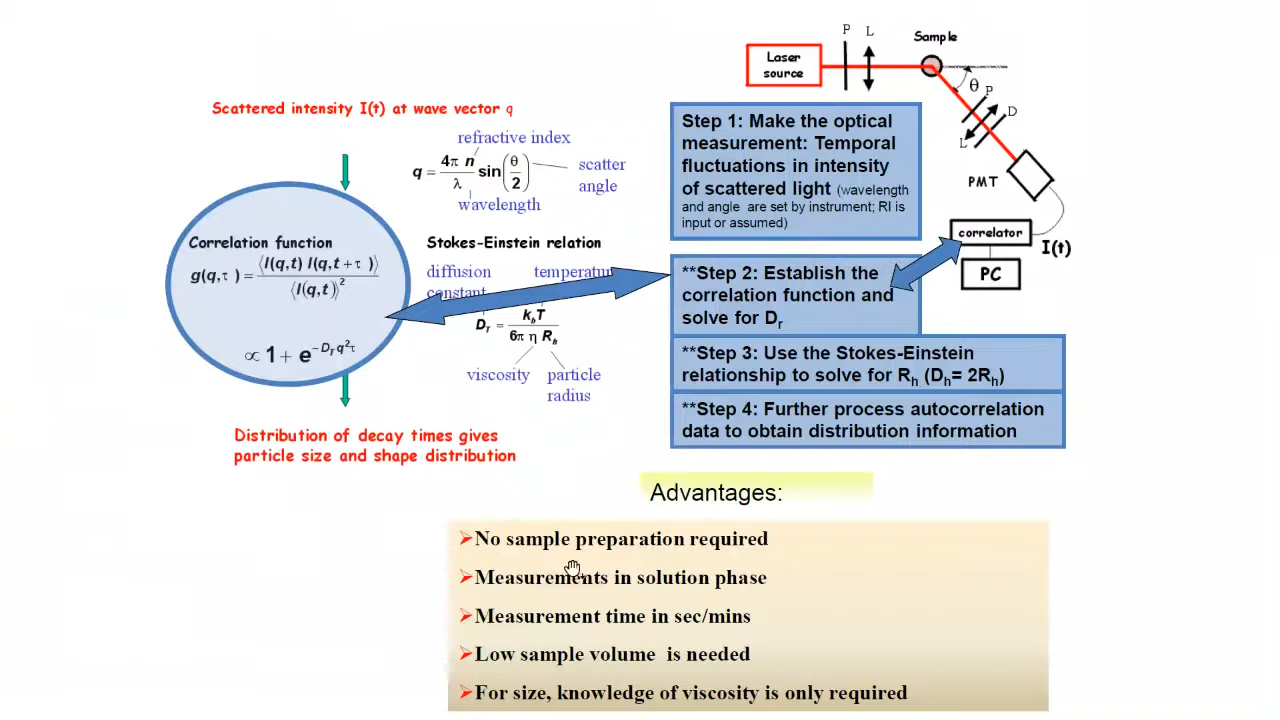 P L Sample
Laser
source
θ
P
D
L
PMT
correlator
I(t)
PC
Scattered intensity I(t) at wave vector q
refractive index
q = 4π n / λ sin(θ/2)
scatter
angle
wavelength
Correlation function
g(q,τ) = ⟨I(q,t) I(q,t+τ)⟩ / ⟨I(q,t)⟩²
∝ 1 + e^{-D_T q²τ}
Stokes-Einstein relation
diffusion
constant
D_T = k_b T / 6π η R_h
viscosity
particle
radius
Distribution of decay times gives
particle size and shape distribution
Step 1: Make the optical
measurement: Temporal
fluctuations in intensity
of scattered light (wavelength
and angle are set by instrument; RI is
input or assumed)
**Step 2: Establish the
correlation function and
solve for D_r
**Step 3: Use the Stokes-Einstein
relationship to solve for R_h (D_h= 2R_h)
**Step 4: Further process autocorrelation
data to obtain distribution information
Advantages:
No sample preparation required
Measurements in solution phase
Measurement time in sec/mins
Low sample volume is needed
For size, knowledge of viscosity is only required